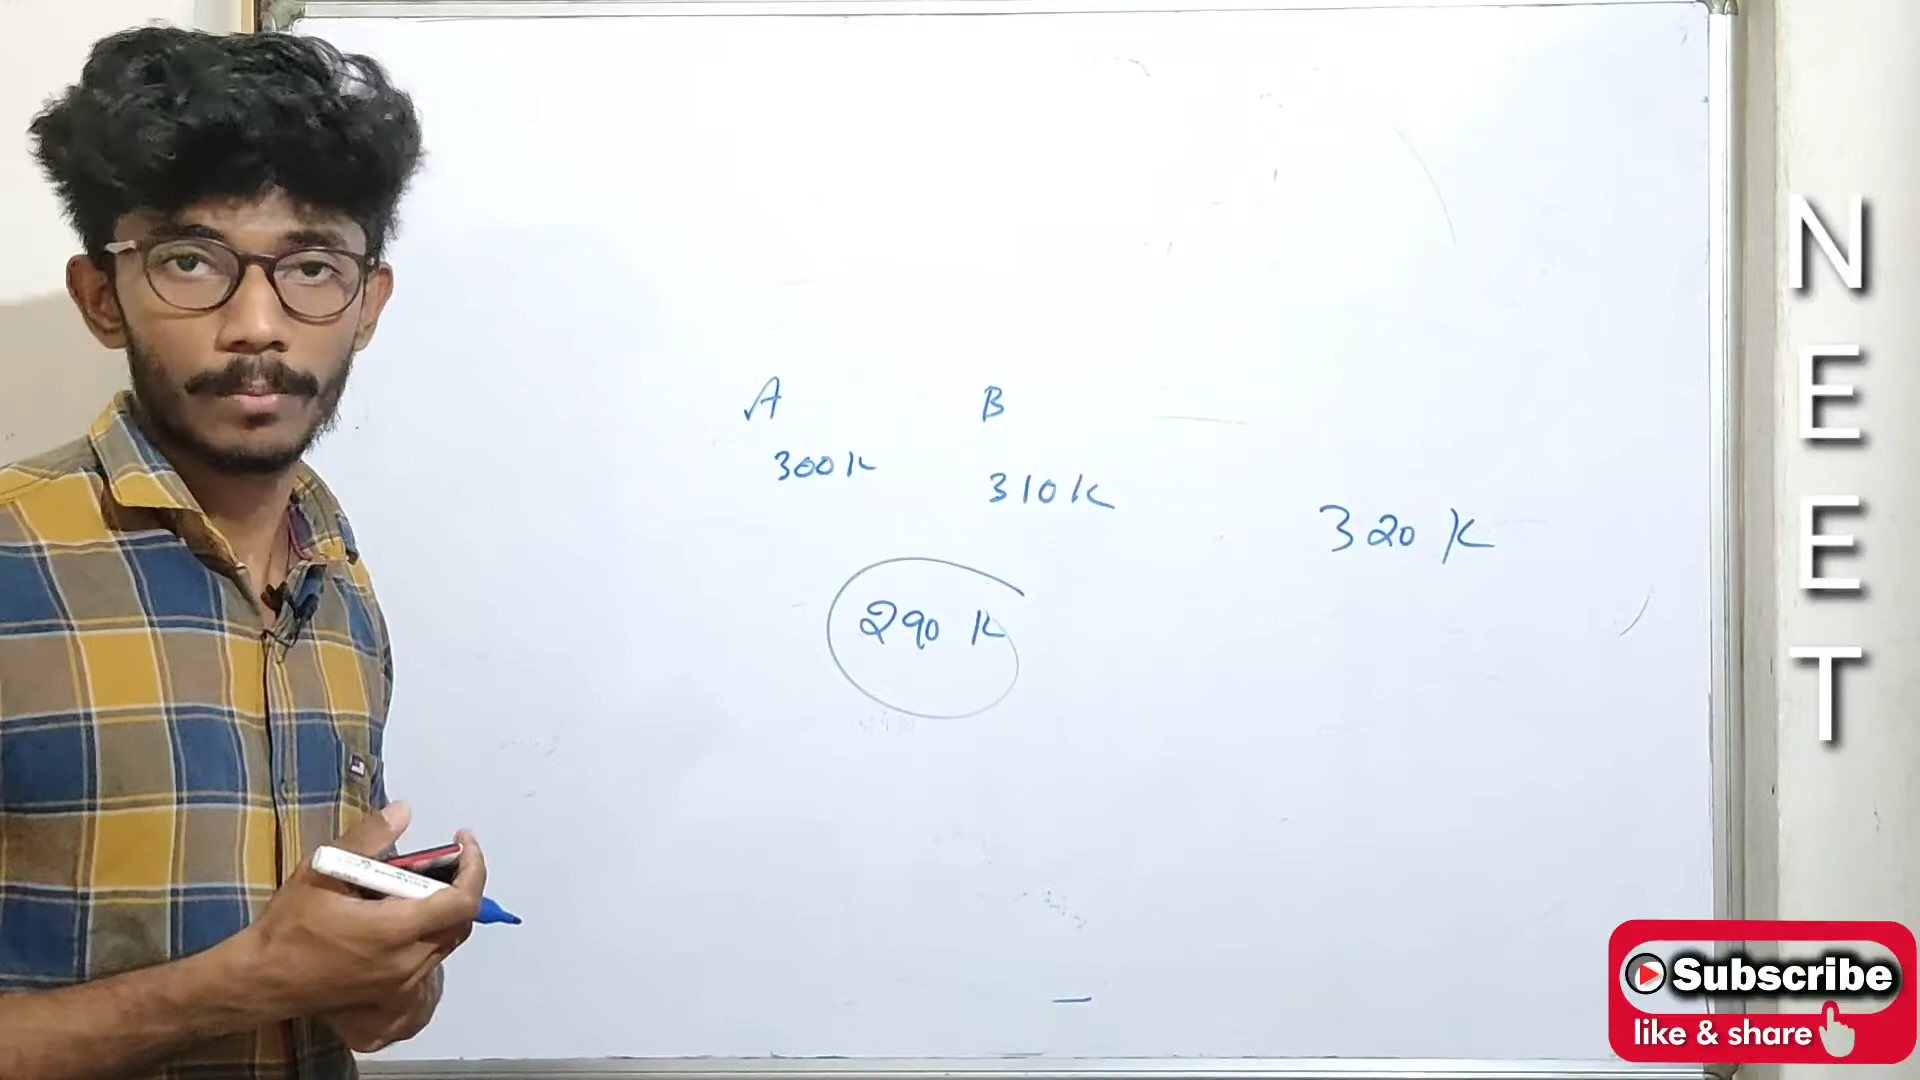 A B
300 K
310 K
320 K
290 K
N
E
E
T
Subscribe
like & share